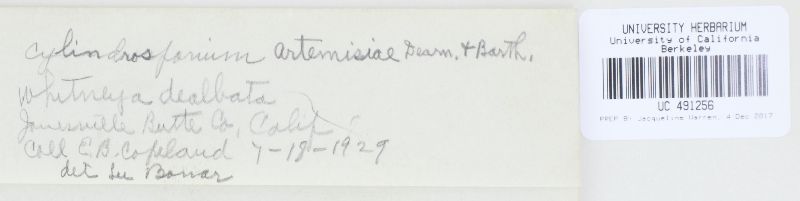 Cylindrosporium artemisiae Dearn. & Barth.
Whitneya dealbata
Jonesville Butte Co, Calif.
Coll E.B. Copeland 7-18-1929
det Lee Bonar
UNIVERSITY HERBARIUM
University of California
Berkeley
UC 491256
PREP BY Jacqueline Warren, 4 Dec 2017